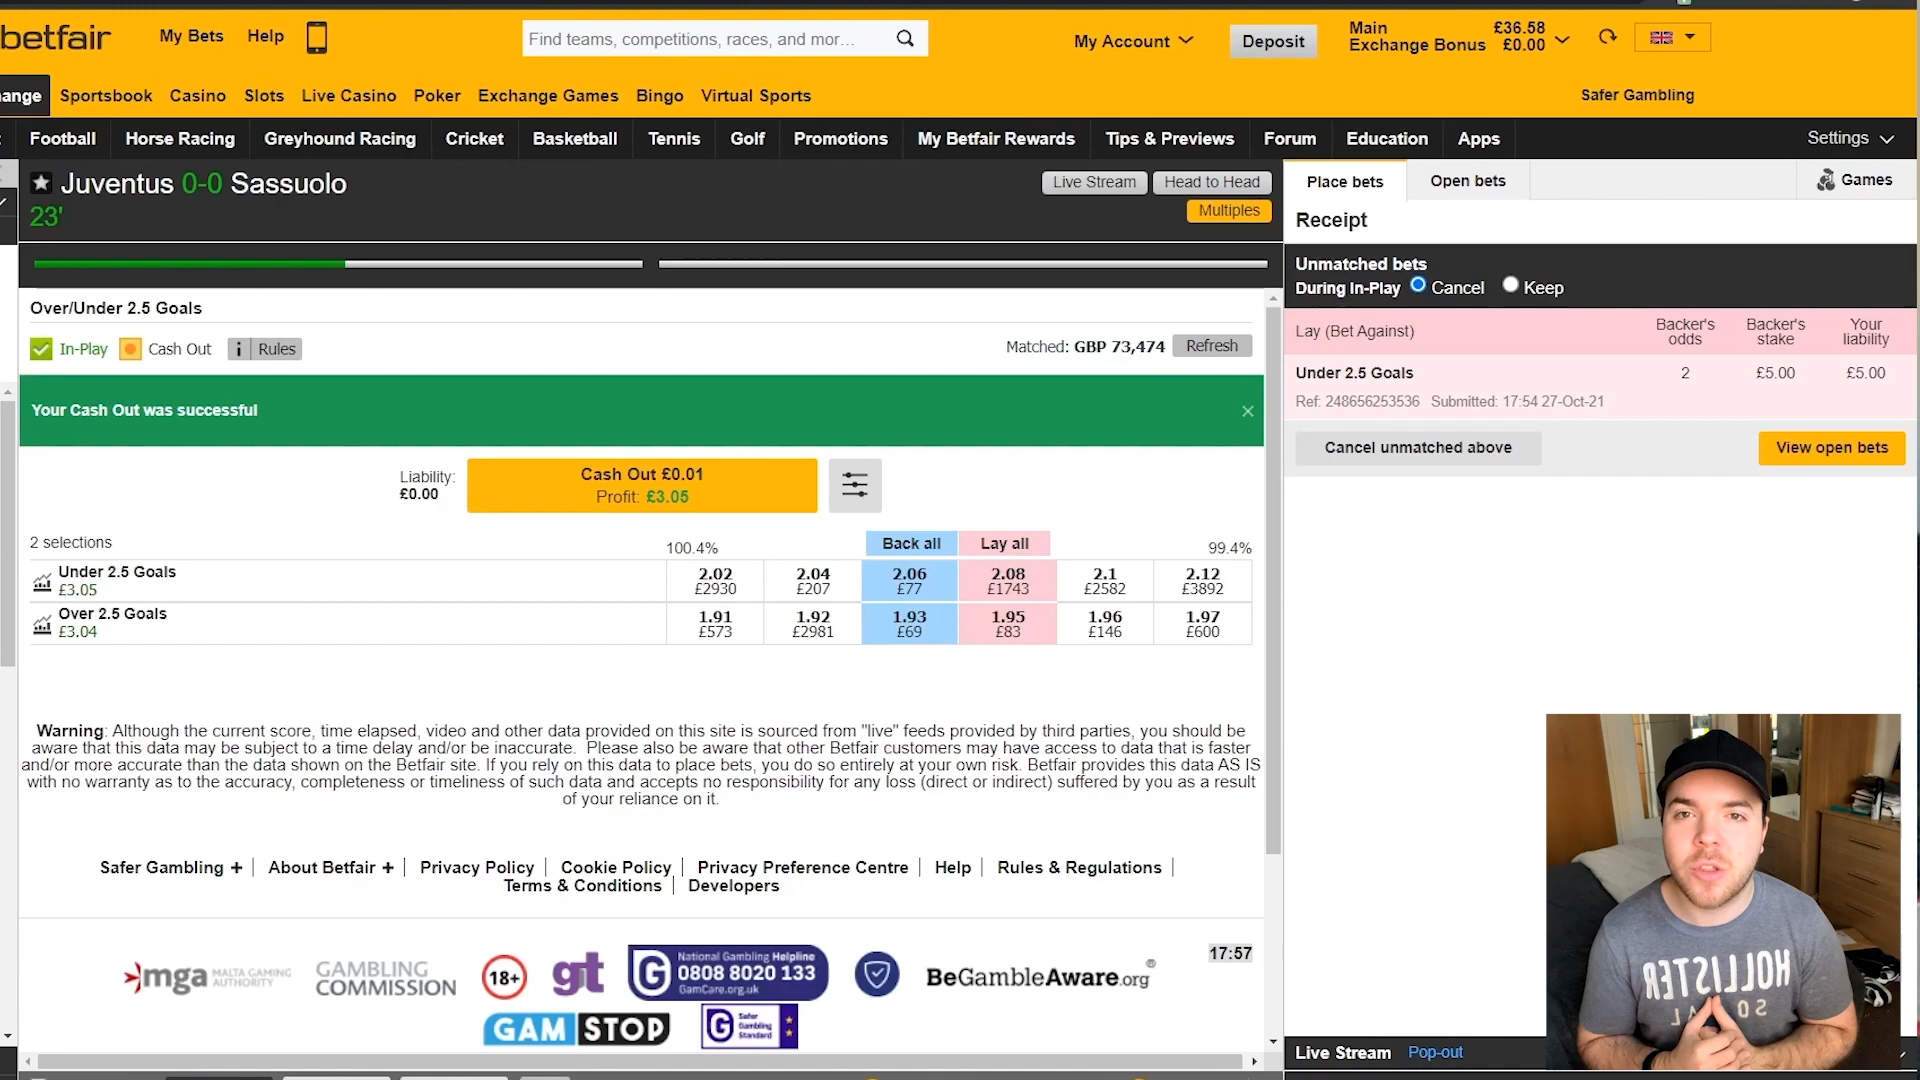 betfair
My Bets
Help
Find teams, competitions, races, and mor...
My Account
Deposit
Main £36.58
Exchange Bonus £0.00
ange
Sportsbook
Casino
Slots
Live Casino
Poker
Exchange Games
Bingo
Virtual Sports
Safer Gambling
Football
Horse Racing
Greyhound Racing
Cricket
Basketball
Tennis
Golf
Promotions
My Betfair Rewards
Tips & Previews
Forum
Education
Apps
Settings
Juventus 0-0 Sassuolo
23'
Live Stream
Head to Head
Multiples
Over/Under 2.5 Goals
In-Play
Cash Out
i Rules
Matched: GBP 73,474
Refresh
Your Cash Out was successful
×
Liability:
£0.00
Cash Out £0.01
Profit: £3.05
2 selections
100.4%
Back all
Lay all
99.4%
Under 2.5 Goals
£3.05
2.02 2.04 2.06 2.08 2.1 2.12
£2930 £207 £77 £1743 £2582 £3892
Over 2.5 Goals
£3.04
1.91 1.92 1.93 1.95 1.96 1.97
£573 £2981 £69 £83 £146 £600
Warning: Although the current score, time elapsed, video and other data provided on this site is sourced from "live" feeds provided by third parties, you should be
aware that this data may be subject to a time delay and/or be inaccurate. Please also be aware that other Betfair customers may have access to data that is faster
and/or more accurate than the data shown on the Betfair site. If you rely on this data to place bets, you do so entirely at your own risk. Betfair provides this data AS IS
with no warranty as to the accuracy, completeness or timeliness of such data and accepts no responsibility for any loss (direct or indirect) suffered by you as a result
of your reliance on it.
Safer Gambling +
About Betfair +
Privacy Policy
Cookie Policy
Privacy Preference Centre
Help
Rules & Regulations
Terms & Conditions
Developers
mga MALTA GAMING AUTHORITY
GAMBLING COMMISSION
18+
gt
National Gambling Helpline
0808 8020 133
GamCare.org.uk
BeGambleAware.org®
17:57
GAMSTOP
G Safer Gambling Standard
Place bets
Open bets
Games
Receipt
Unmatched bets
During In-Play Cancel Keep
Lay (Bet Against)
Backer's odds
Backer's stake
Your liability
Under 2.5 Goals 2 £5.00 £5.00
Ref: 248656253536 Submitted: 17:54 27-Oct-21
Cancel unmatched above
View open bets
HOLLISTER
Live Stream
Pop-out